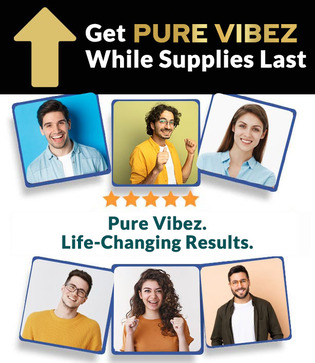 Get PURE VIBEZ
While Supplies Last
Pure Vibez.
Life-Changing Results.